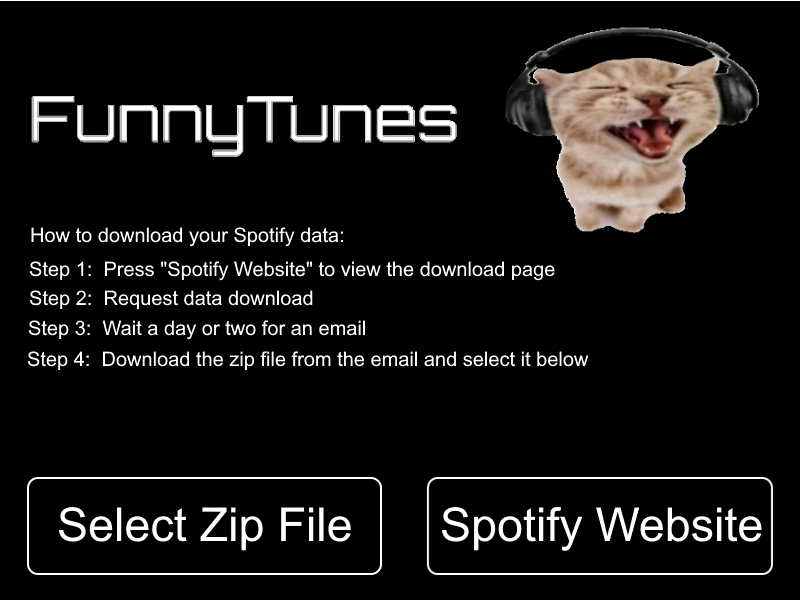 FunnyTunes
How to download your Spotify data:
Step 1: Press "Spotify Website" to view the download page
Step 2: Request data download
Step 3: Wait a day or two for an email
Step 4: Download the zip file from the email and select it below
Select Zip File
Spotify Website